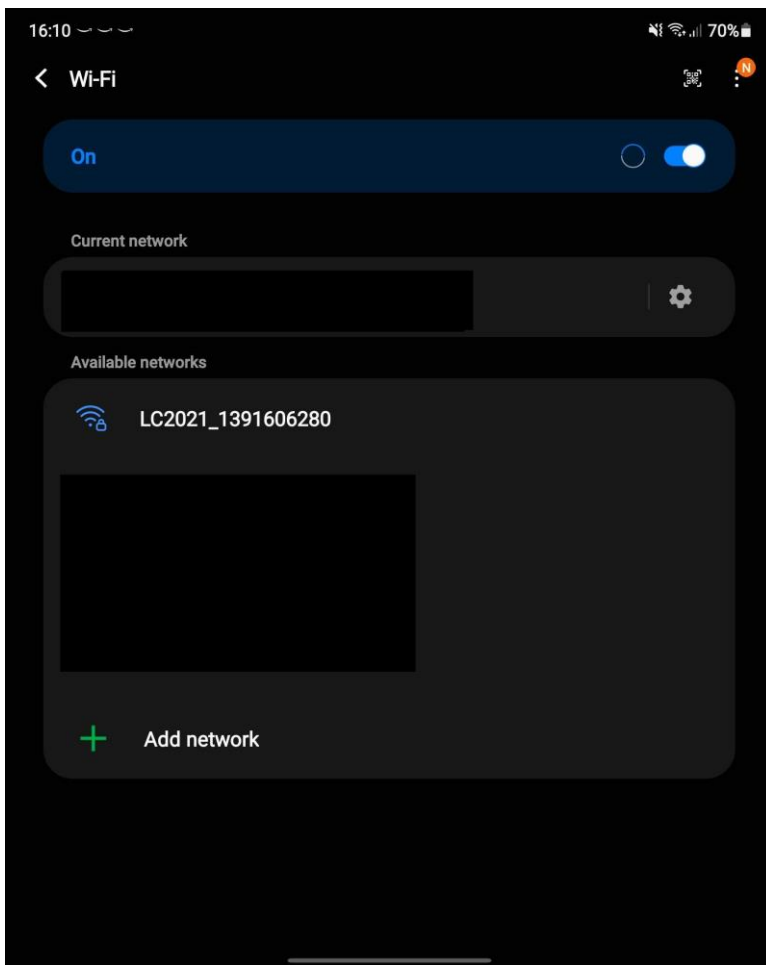 16:10 70%
Wi-Fi
N
On
Current network
Available networks
LC2021_1391606280
Add network